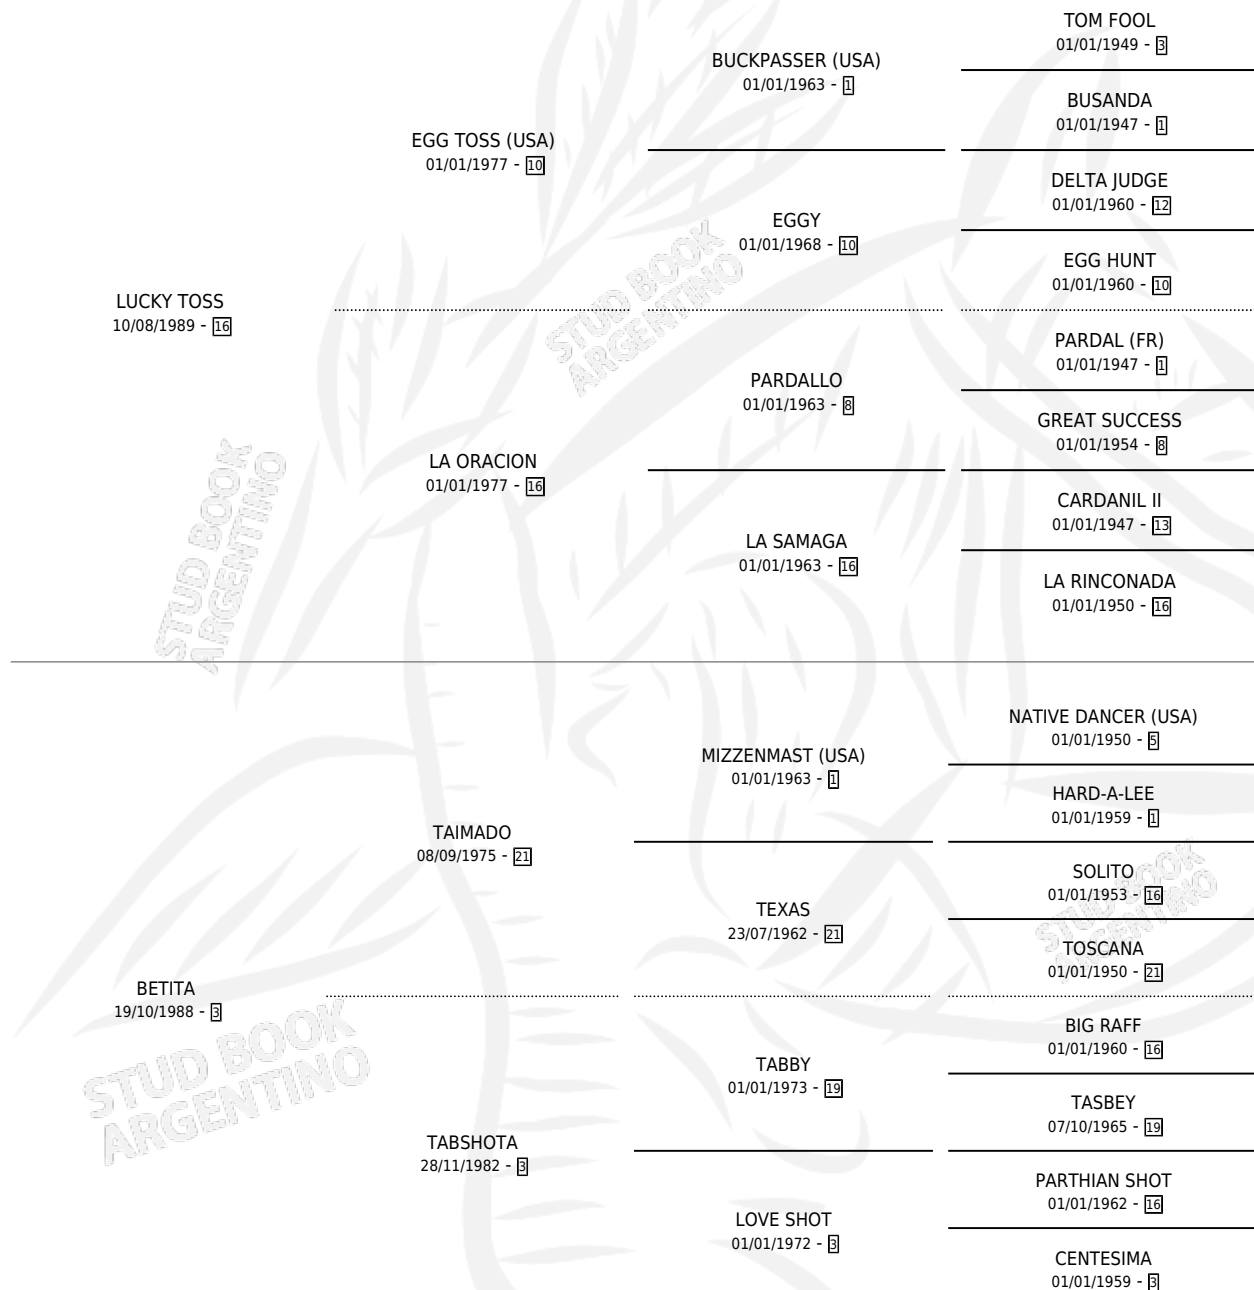 TOM FOOL
01/01/1949 - 3
BUCKPASSER (USA)
01/01/1963 - 1
BUSANDA
01/01/1947 - 1
EGG TOSS (USA)
01/01/1977 - 10
DELTA JUDGE
01/01/1960 - 12
EGGY
01/01/1968 - 10
EGG HUNT
01/01/1960 - 10
LUCKY TOSS
10/08/1989 - 16
PARDAL (FR)
01/01/1947 - 1
PARDALLO
01/01/1963 - 8
GREAT SUCCESS
01/01/1954 - 8
LA ORACION
01/01/1977 - 16
CARDANIL II
01/01/1947 - 13
LA SAMAGA
01/01/1963 - 16
LA RINCONADA
01/01/1950 - 16
NATIVE DANCER (USA)
01/01/1950 - 5
MIZZENMAST (USA)
01/01/1963 - 1
HARD-A-LEE
01/01/1959 - 1
TAIMADO
08/09/1975 - 21
SOLITO
01/01/1953 - 16
TEXAS
23/07/1962 - 21
TOSCANA
01/01/1950 - 21
BETITA
19/10/1988 - 3
BIG RAFF
01/01/1960 - 16
TABBY
01/01/1973 - 19
TASBEY
07/10/1965 - 19
TABSHOTA
28/11/1982 - 3
PARTHIAN SHOT
01/01/1962 - 16
LOVE SHOT
01/01/1972 - 3
CENTESIMA
01/01/1959 - 3
STUD BOOK
ARGENTINO
STUD BOOK
ARGENTINO
STUD BOOK
ARGENTINO
STUD BOOK
ARGENTINO